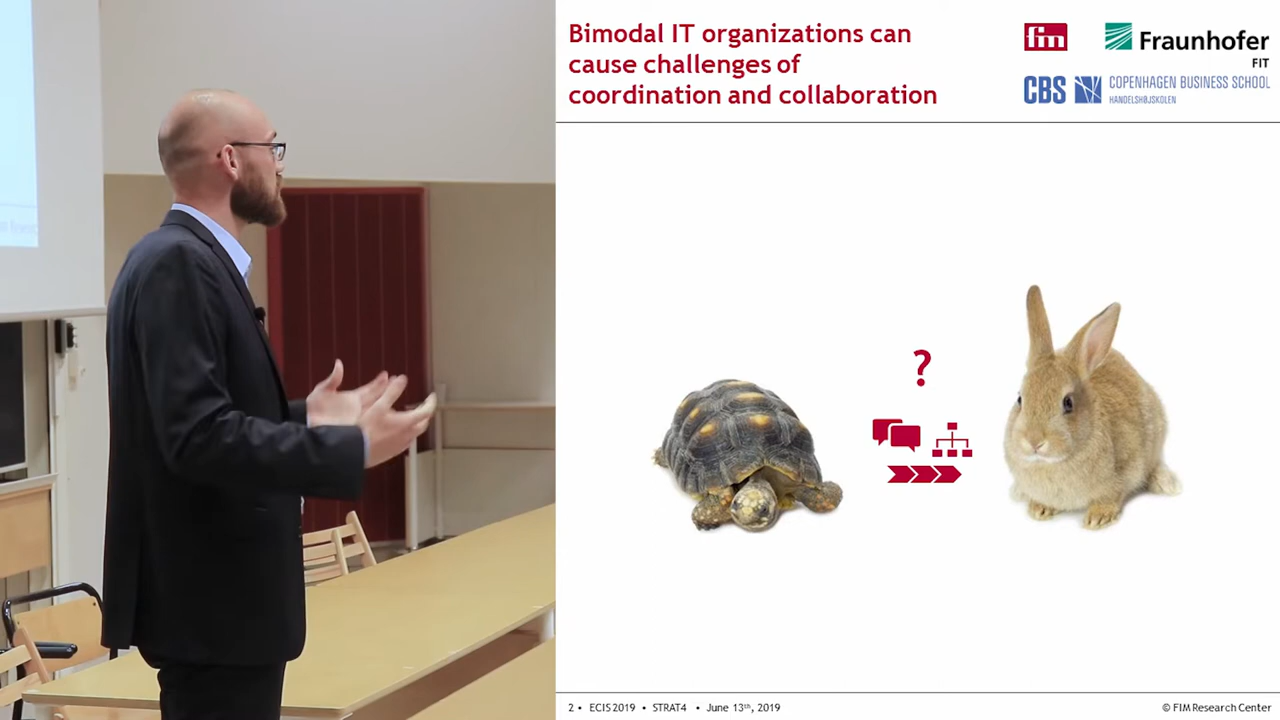 Bimodal IT organizations can
cause challenges of
coordination and collaboration
fim
Fraunhofer
FIT
CBS COPENHAGEN BUSINESS SCHOOL
HANDELSHØJSKOLEN
?
2 • ECIS 2019 • STRAT4 • June 13th, 2019
© FIM Research Center